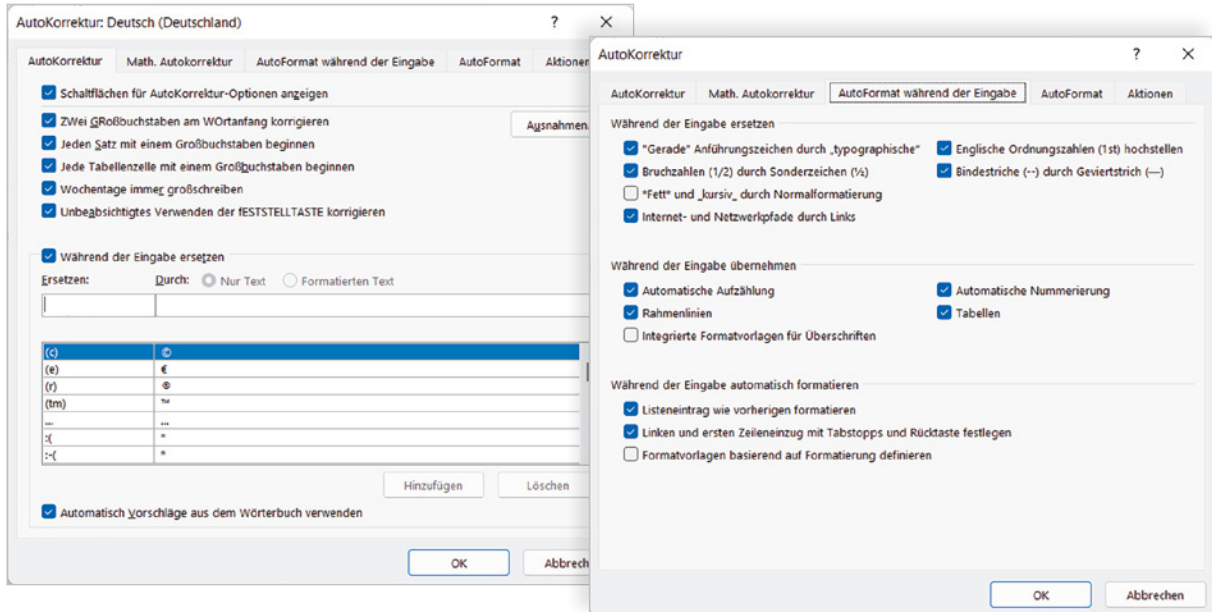 AutoKorrektur: Deutsch (Deutschland) ?
AutoKorrektur Math. Autokorrektur AutoFormat während der Eingabe AutoFormat Aktionen
Schaltflächen für AutoKorrektur-Optionen anzeigen
ZWei GRoßbuchstaben am WOrtanfang korrigieren
Ausnahmen.
Jeden Satz mit einem Großbuchstaben beginnen
Jede Tabellenzelle mit einem Großbuchstaben beginnen
Wochentage immer großschreiben
Unbeabsichtigtes Verwenden der fESTSTELLTASTE korrigieren
Während der Eingabe ersetzen
Ersetzen: Durch: Nur Text Formatierten Text
(c) ©
(e) €
(r) ®
(tm) ™
... ...
:(
:-(
Hinzufügen Löschen
Automatisch Vorschläge aus dem Wörterbuch verwenden
OK Abbrech
AutoKorrektur ?
AutoKorrektur Math. Autokorrektur AutoFormat während der Eingabe AutoFormat Aktionen
Während der Eingabe ersetzen
"Gerade" Anführungszeichen durch „typographische“ Englische Ordnungszahlen (1st) hochstellen
Bruchzahlen (1/2) durch Sonderzeichen (½) Bindestriche (--) durch Geviertstrich (—)
*Fett* und _kursiv_ durch Normalformatierung
Internet- und Netzwerkpfade durch Links
Während der Eingabe übernehmen
Automatische Aufzählung Automatische Nummerierung
Rahmenlinien Tabellen
Integrierte Formatvorlagen für Überschriften
Während der Eingabe automatisch formatieren
Listeneintrag wie vorherigen formatieren
Linken und ersten Zeileneinzug mit Tabstopps und Rücktaste festlegen
Formatvorlagen basierend auf Formatierung definieren
OK Abbrechen